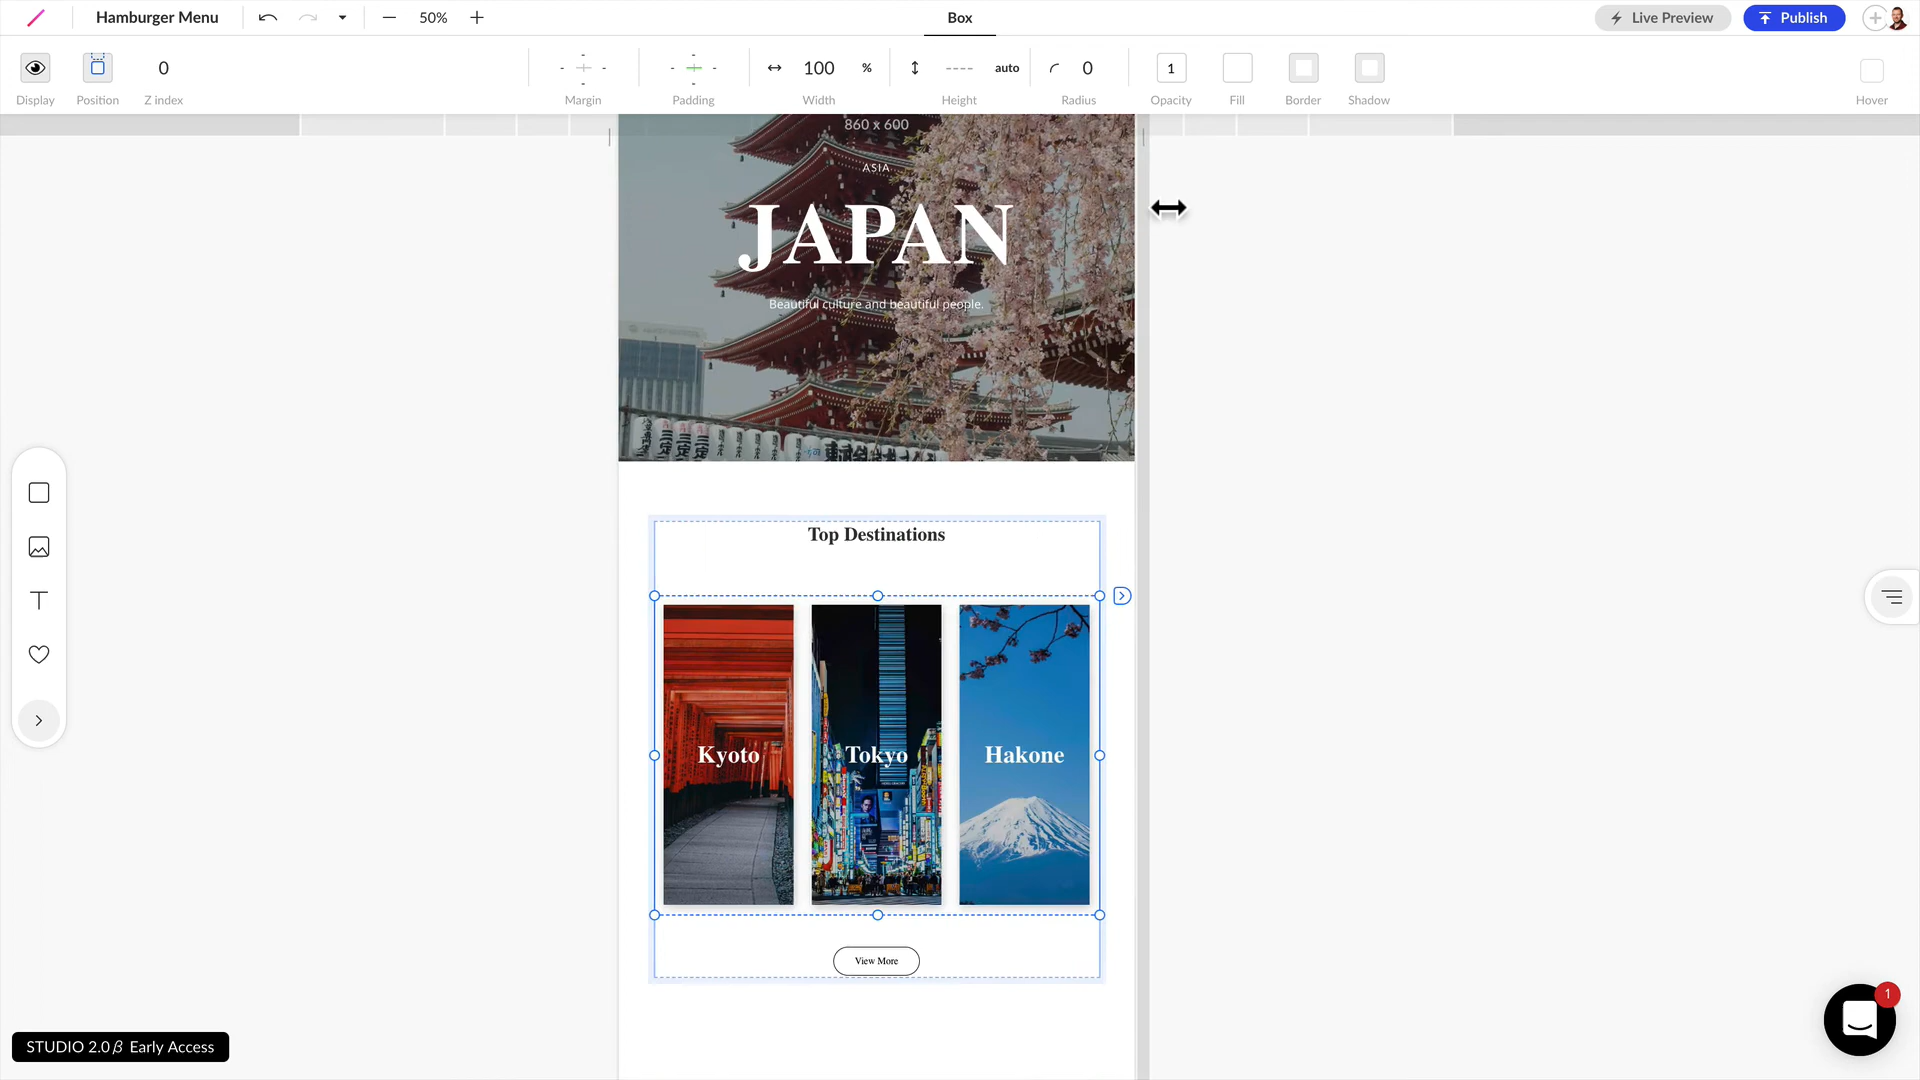 Hamburger Menu
50%
Box
Live Preview
Publish
0
100
%
----
auto
0
1
Display
Position
Z index
Margin
Padding
Width
Height
Radius
Opacity
Fill
Border
Shadow
Hover
860 x 600
ASIA
JAPAN
Beautiful culture and beautiful people.
Top Destinations
Kyoto
Tokyo
Hakone
View More
1
STUDIO 2.0 β Early Access